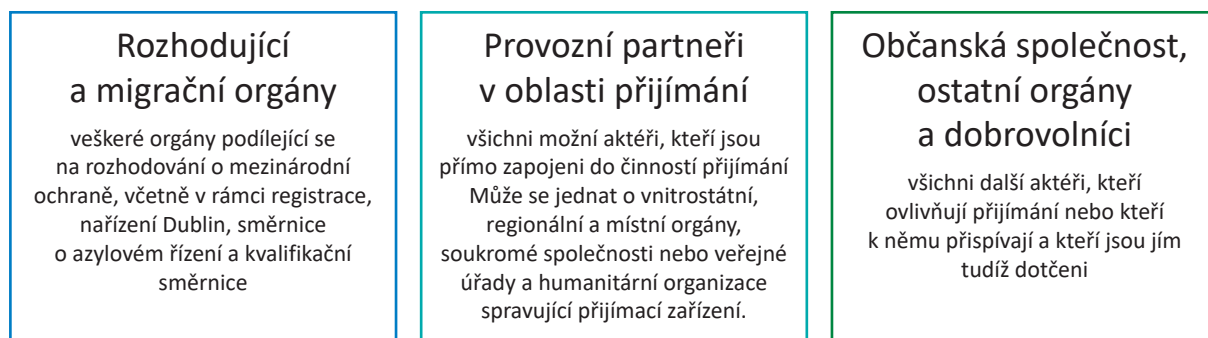 Rozhodující
a migrační orgány
veškeré orgány podílející se
na rozhodování o mezinárodní
ochraně, včetně v rámci registrace,
nařízení Dublin, směrnice
o azylovém řízení a kvalifikační
směrnice
Provozní partneři
v oblasti přijímání
všichni možní aktéři, kteří jsou
přímo zapojeni do činností přijímání
Může se jednat o vnitrostátní,
regionální a místní orgány,
soukromé společnosti nebo veřejné
úřady a humanitární organizace
spravující přijímací zařízení.
Občanská společnost,
ostatní orgány
a dobrovolníci
všichni další aktéři, kteří
ovlivňují přijímání nebo kteří
k němu přispívají a kteří jsou jím
tudíž dotčeni